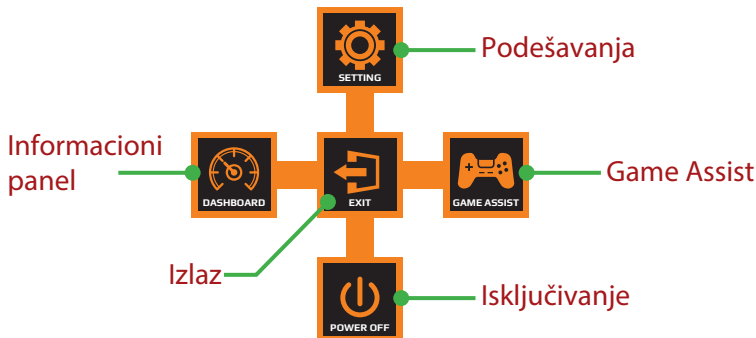 SETTING
Podešavanja
Informacioni
panel
DASHBOARD
EXIT
GAME ASSIST
Game Assist
Izlaz
POWER OFF
Isključivanje